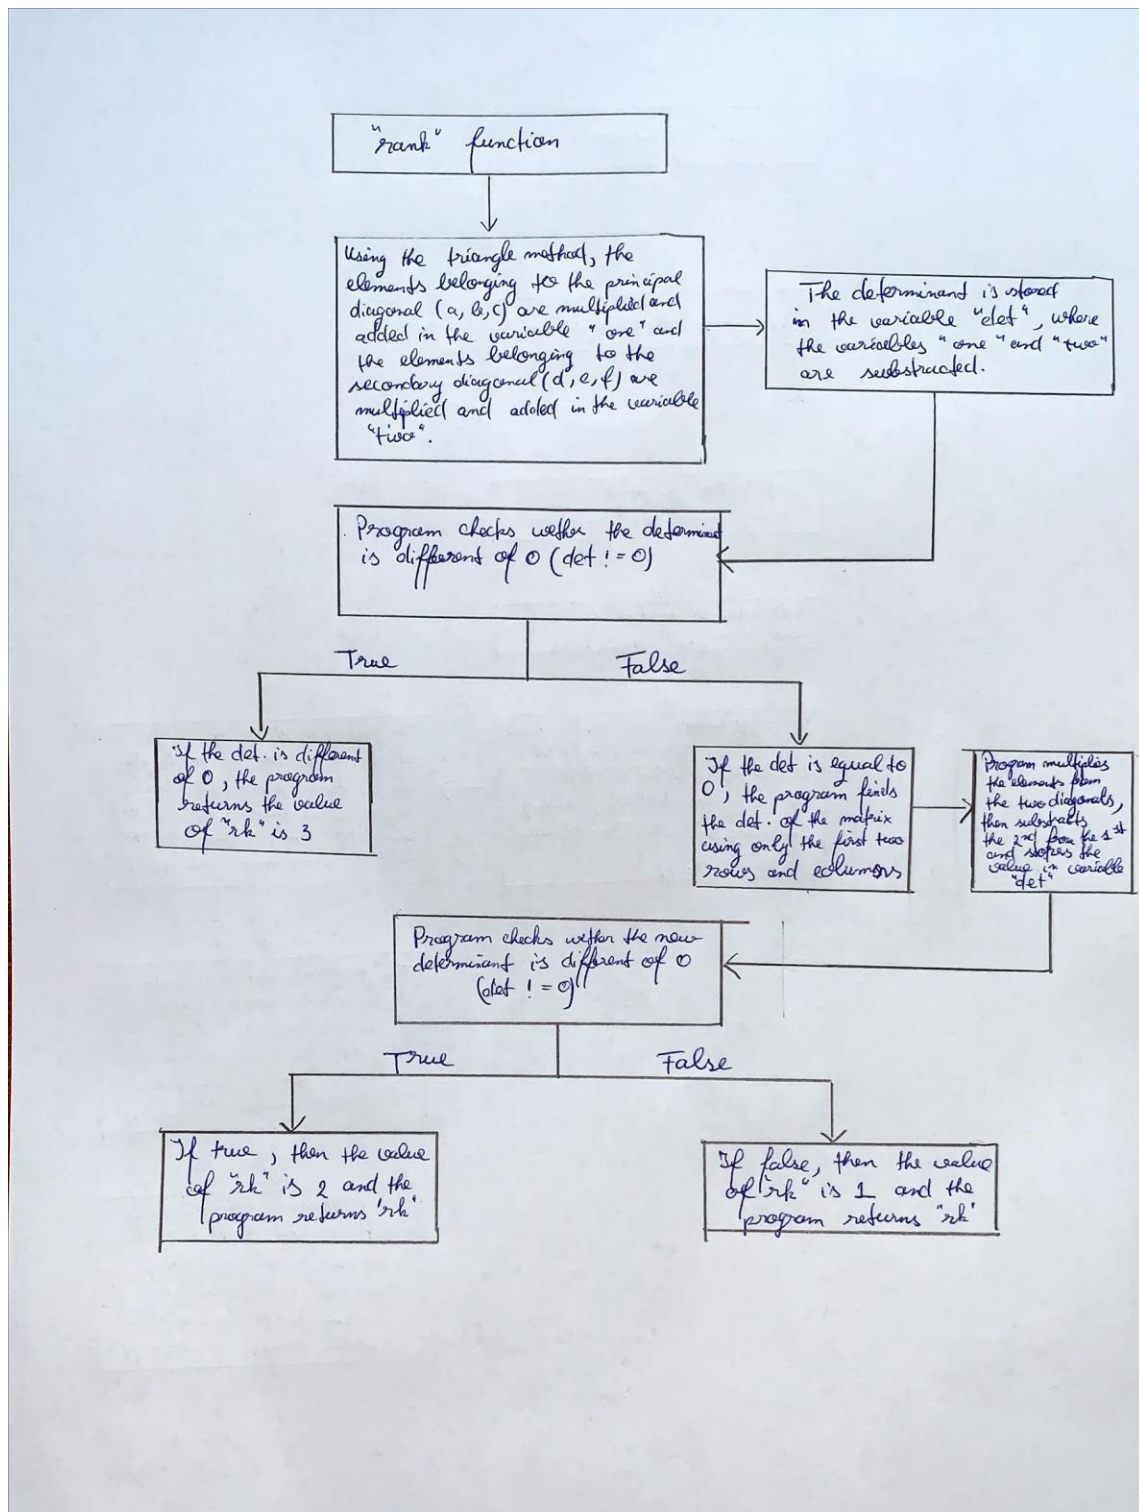 "rank" function
Using the triangle method, the
elements belonging to the principal
diagonal (a, b, c) are multiplied and
added in the variable "one" and
the elements belonging to the
secondary diagonal (d, e, f) are
multiplied and added in the variable
"two".
The determinant is stored
in the variable "det", where
the variables "one" and "two"
are substracted.
Program checks wether the determinant
is different of 0 (det != 0)
True
False
If the det. is different
of 0, the program
returns the value
of "rk" is 3
If the det is equal to
0, the program finds
the det. of the matrix
using only the first two
rows and columns
Program multiplies
the elements from
the two diagonals,
then substracts
the 2nd from the 1st
and stores the
value in variable
"det"
Program checks wether the new
determinant is different of 0
(det != 0)
True
False
If true, then the value
of "rk" is 2 and the
program returns "rk"
If false, then the value
of "rk" is 1 and the
program returns "rk"